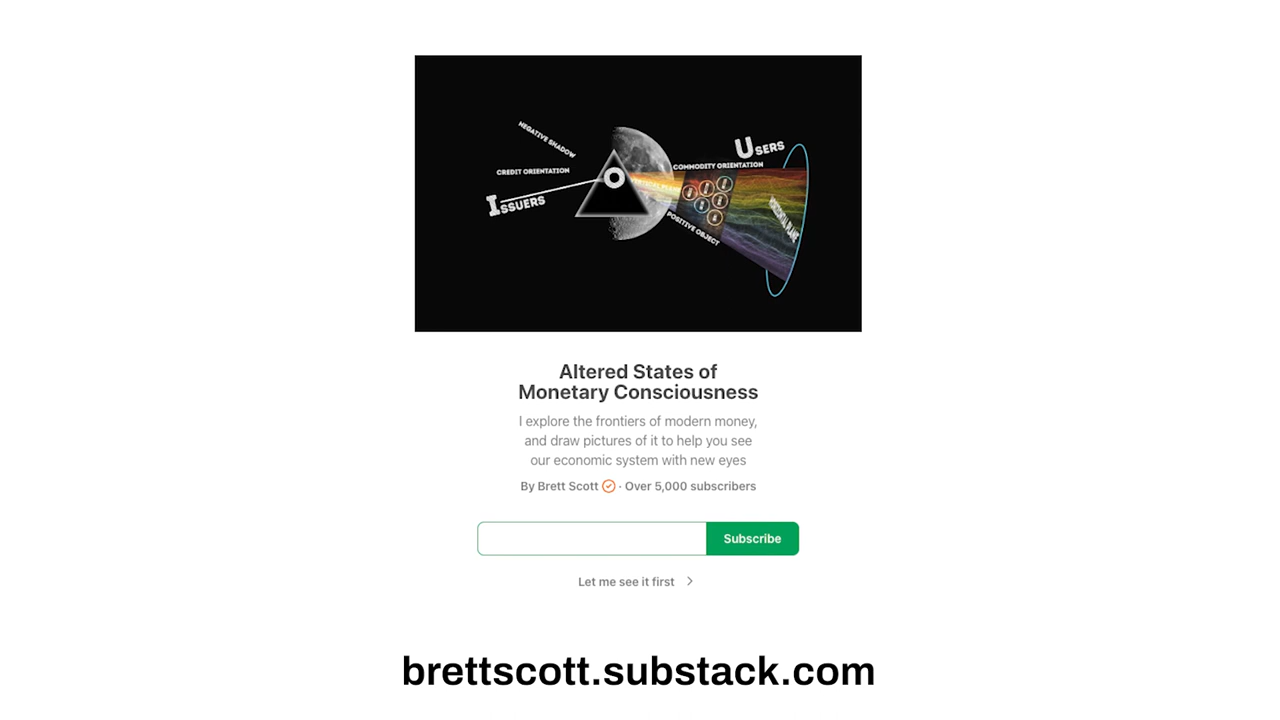 NEGATIVE SHADOW
CREDIT ORIENTATION
ISSUERS
USERS
COMMODITY ORIENTATION
POSITIVE OBJECT
HORIZONTAL PLANE
Altered States of
Monetary Consciousness
I explore the frontiers of modern money,
and draw pictures of it to help you see
our economic system with new eyes
By Brett Scott · Over 5,000 subscribers
Subscribe
Let me see it first
brettscott.substack.com